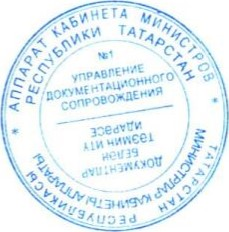 * АППАРАТ КАБИНЕТА МИНИСТРОВ *
РЕСПУБЛИКИ ТАТАРСТАН
№1
УПРАВЛЕНИЕ
ДОКУМЕНТАЦИОННОГО
СОПРОВОЖДЕНИЯ
ДОКУМЕНТЛАР
БЕЛӘН
ТӘЭМИН ИТҮ
ИДАРӘСЕ
ТАТАРСТАН РЕСПУБЛИКАСЫ
МИНИСТРЛАР КАБИНЕТЫ АППАРАТЫ